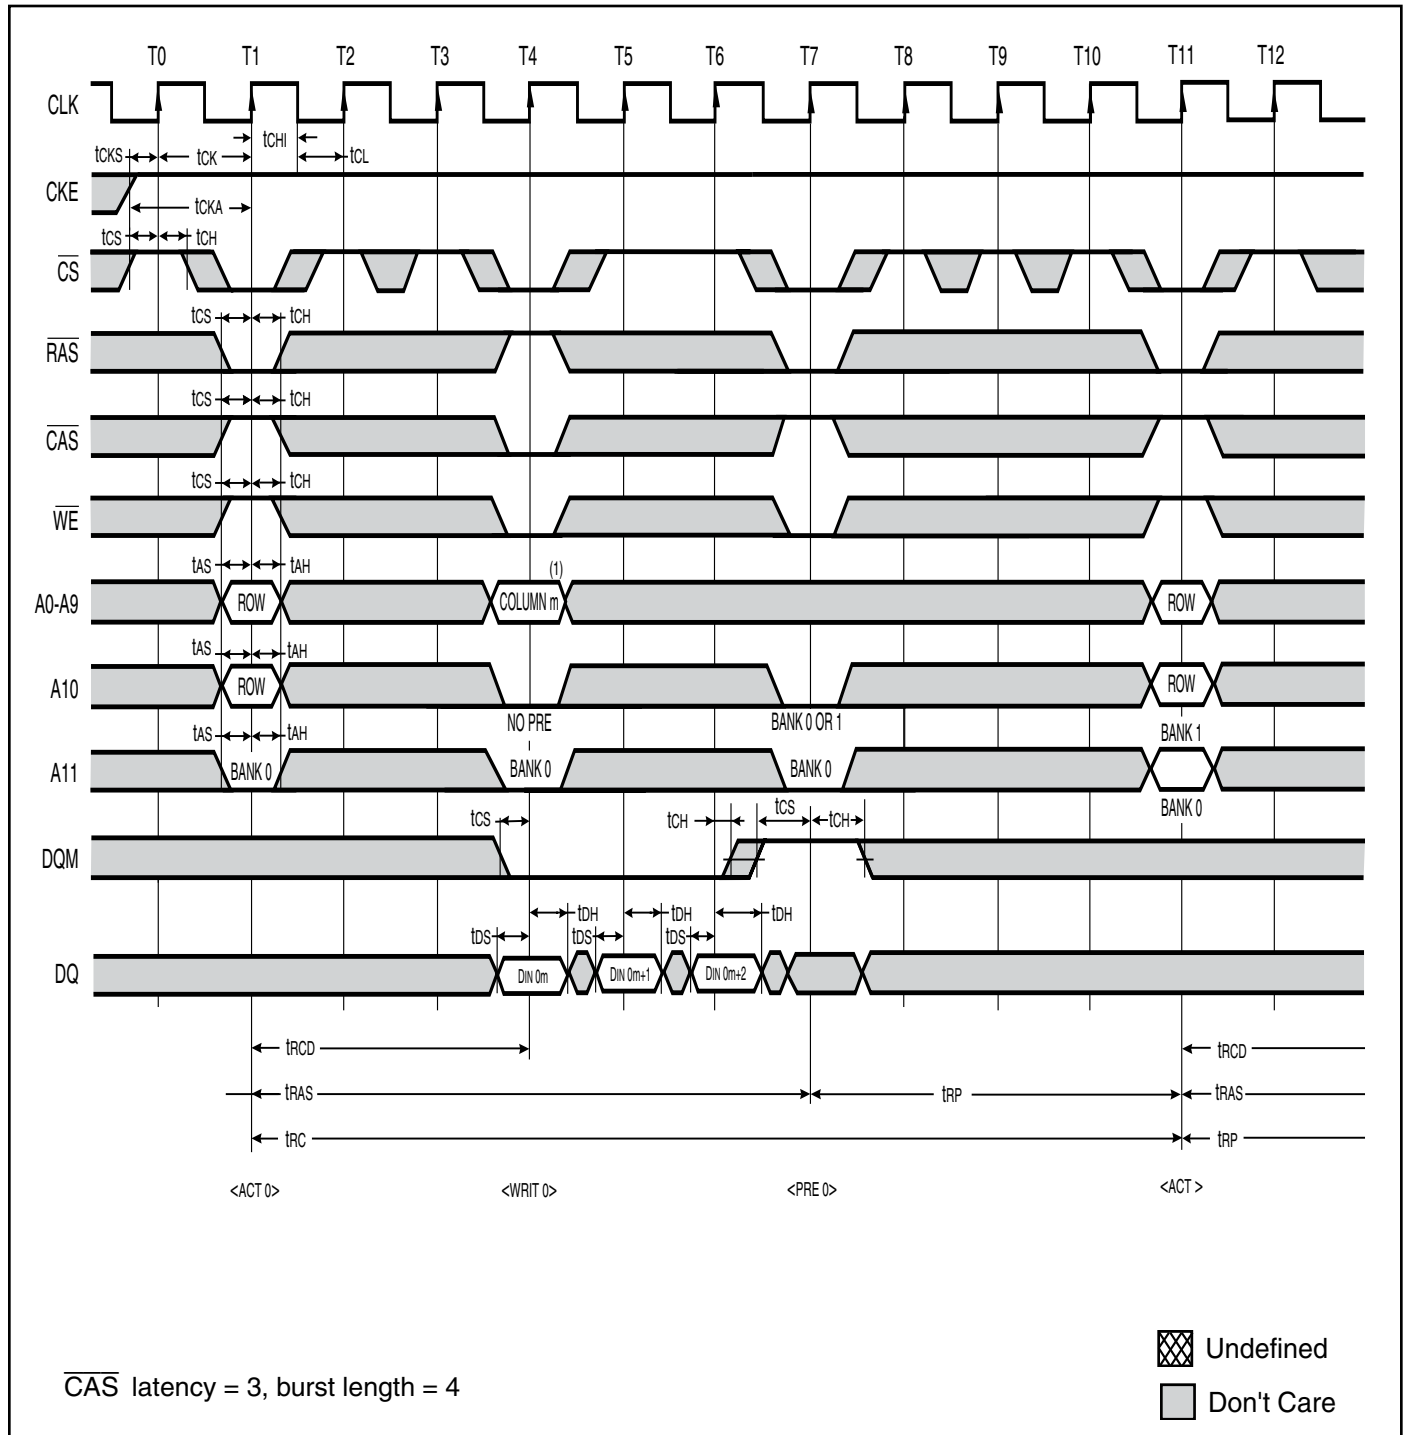 T0 T1 T2 T3 T4 T5 T6 T7 T8 T9 T10 T11 T12
CLK
tCHI
tCKS tCK tCL
CKE
tCKA
tCS tCH
CS
tCS tCH
RAS
tCS tCH
CAS
tCS tCH
WE
tAS tAH (1)
A0-A9 ROW COLUMN m ROW
tAS tAH
A10 ROW ROW
NO PRE BANK 0 OR 1
tAS tAH BANK 1
A11 BANK 0 BANK 0 BANK 0
BANK 0
tCS tCH tCS tCH
DQM
tDH tDH tDH
tDS tDS tDS
DQ DIN 0m DIN 0m+1 DIN 0m+2
tRCD tRCD
tRAS tRP tRAS
tRC tRP
<ACT 0> <WRIT 0> <PRE 0> <ACT >
Undefined
CAS latency = 3, burst length = 4
Don't Care